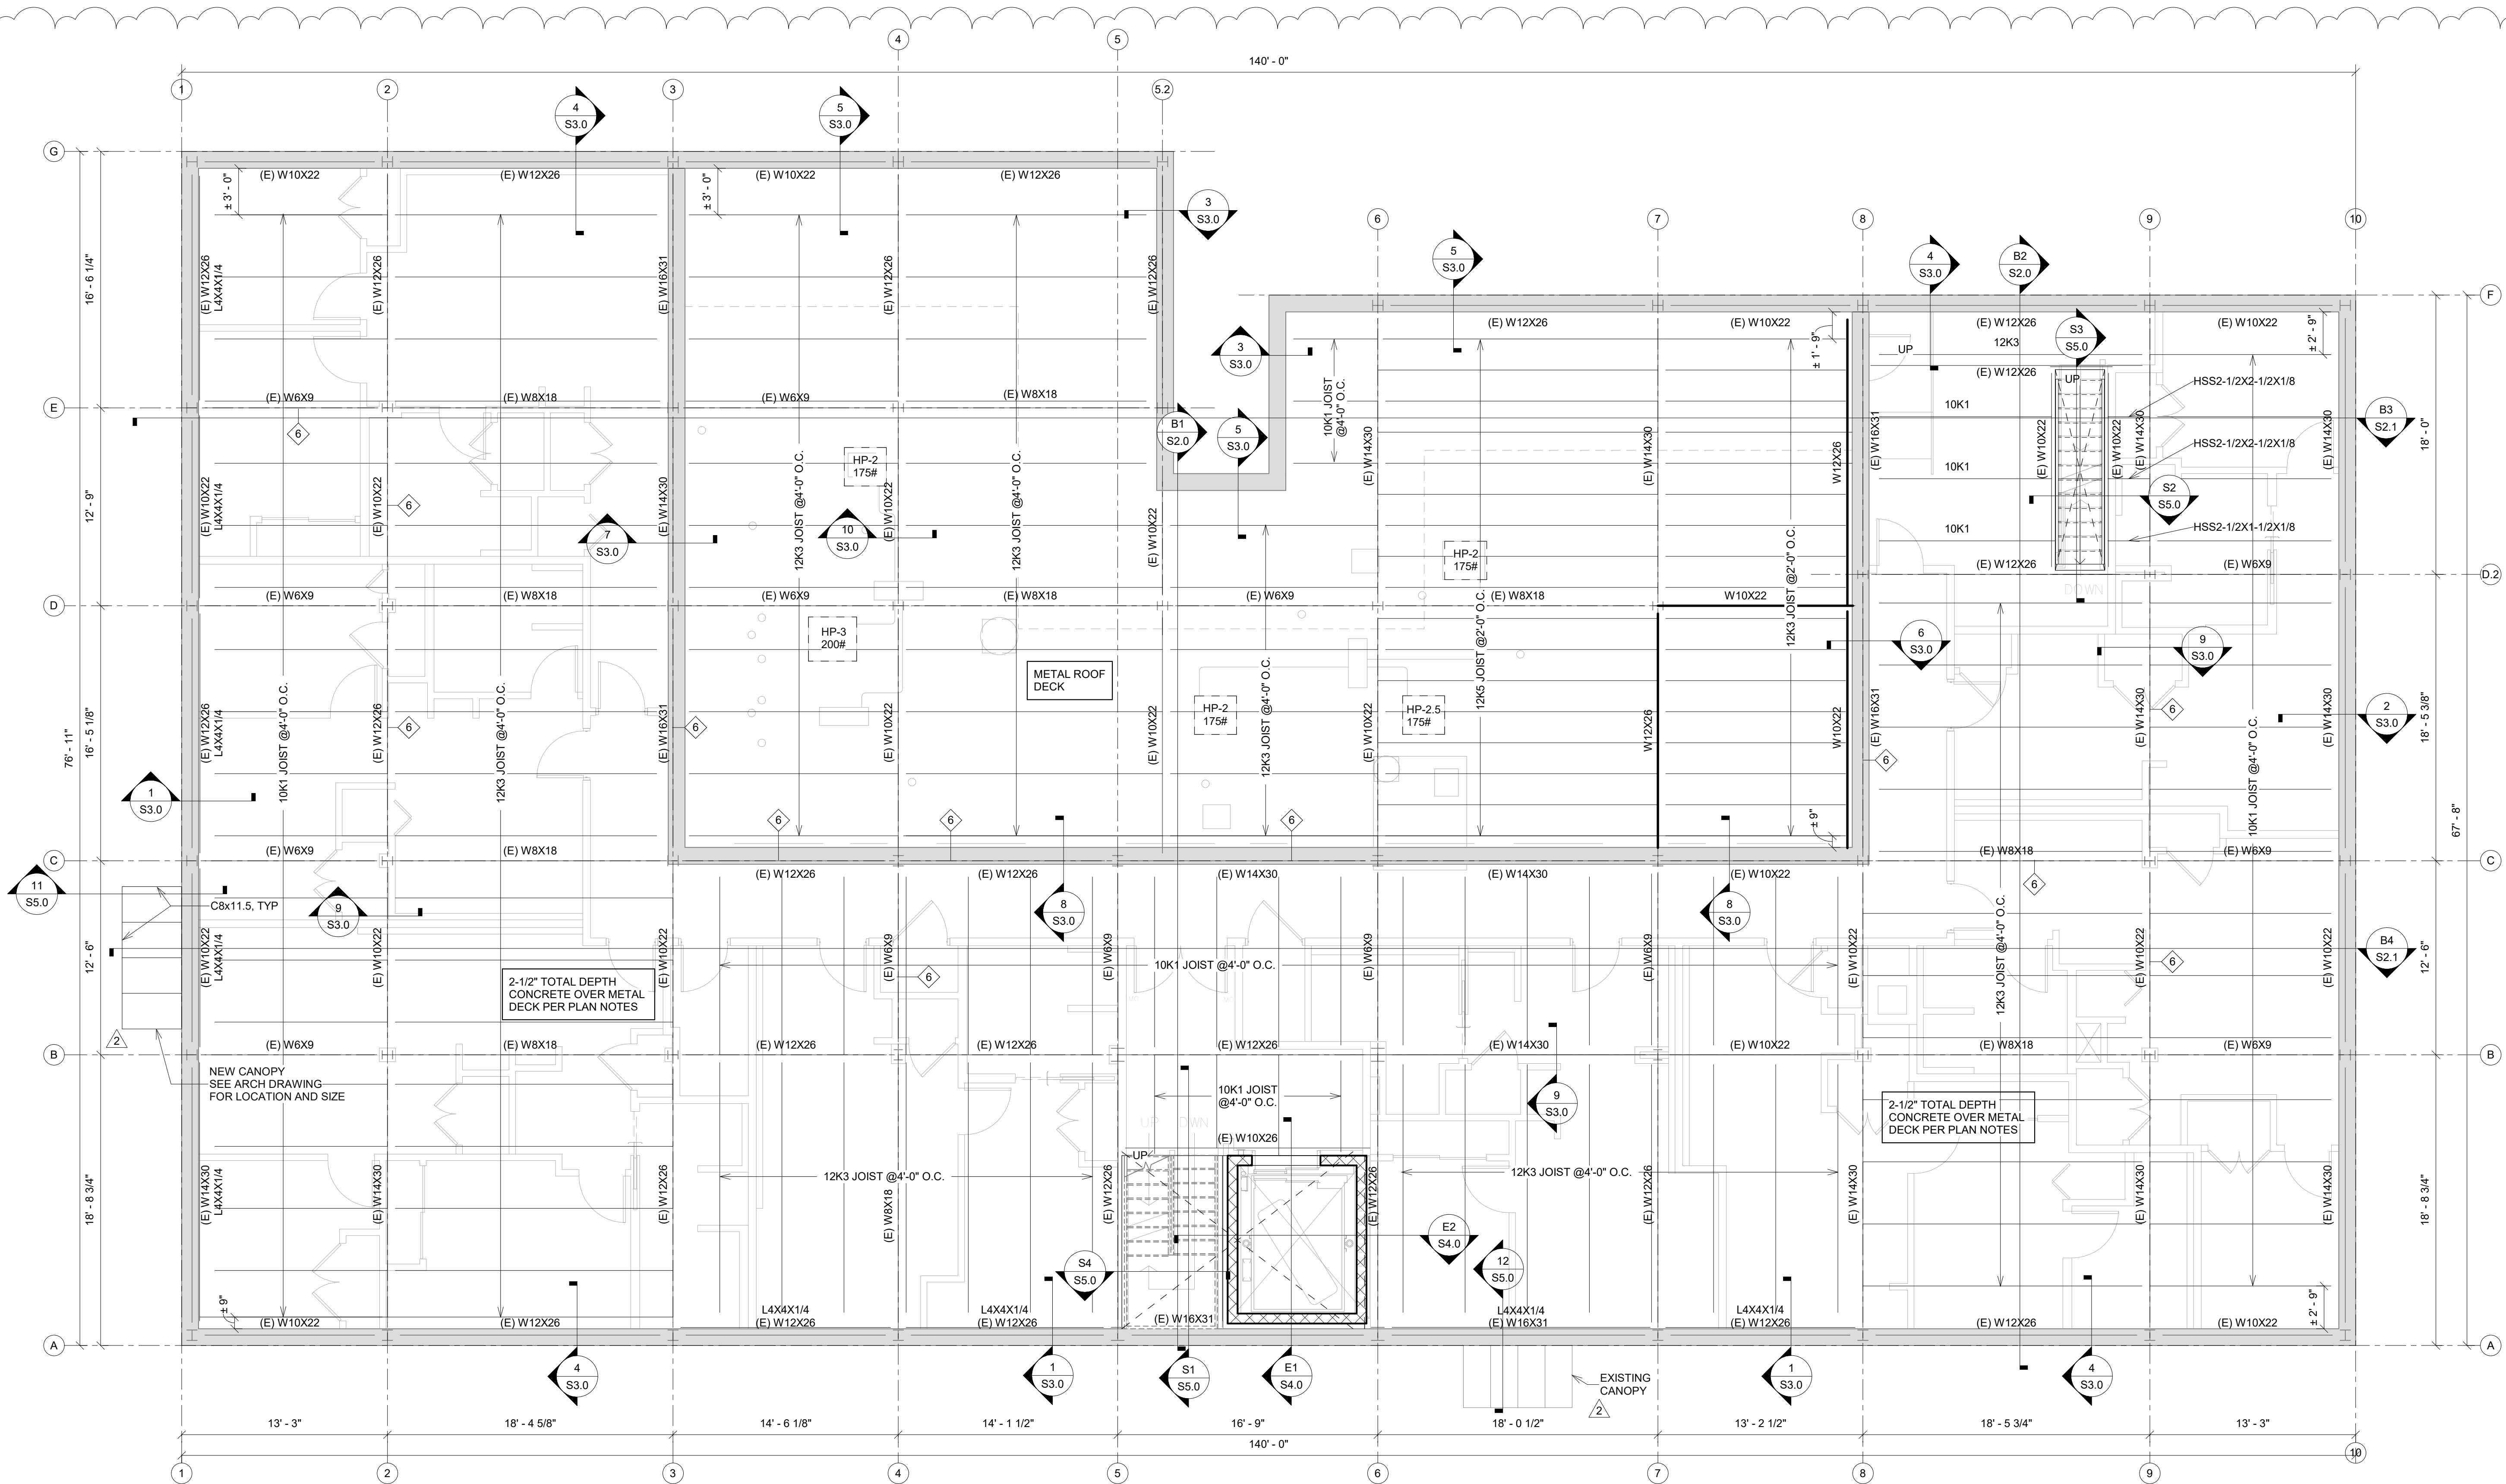 4
5
140' - 0"
1
2
3
5.2
4
S3.0
5
S3.0
G
(E) W10X22
(E) W12X26
(E) W10X22
(E) W12X26
± 3' - 0"
± 3' - 0"
3
S3.0
6
7
8
9
10
16' - 6 1/4"
(E) W12X26
L4X4X1/4
(E) W12X26
(E) W16X31
(E) W12X26
(E) W12X26
5
S3.0
4
S3.0
B2
S2.0
F
(E) W12X26
(E) W10X22
(E) W12X26
(E) W10X22
S3
S5.0
± 1' - 9"
± 2' - 9"
12K3
UP
3
S3.0
(E) W12X26
UP
HSS2-1/2X2-1/2X1/8
10K1 JOIST
@4'-0" O.C.
E
(E) W6X9
(E) W8X18
(E) W6X9
(E) W8X18
10K1
B3
S2.1
6
B1
S2.0
5
S3.0
(E) W16X31
(E) W10X22
(E) W10X22
(E) W14X30
(E) W14X30
18' - 0"
HSS2-1/2X2-1/2X1/8
HP-2
175#
(E) W14X30
(E) W14X30
W12X26
10K1
12' - 9"
(E) W10X22
L4X4X1/4
(E) W10X22
(E) W14X30
12K3 JOIST @4'-0" O.C.
(E) W10X22
12K3 JOIST @4'-0" O.C.
(E) W10X22
6
S2
S5.0
7
S3.0
10
S3.0
10K1
HSS2-1/2X1-1/2X1/8
HP-2
175#
(E) W12X26
(E) W6X9
D.2
12K5 JOIST @2'-0" O.C.
12K3 JOIST @2'-0" O.C.
DOWN
D
(E) W6X9
(E) W8X18
(E) W6X9
(E) W8X18
(E) W6X9
(E) W8X18
W10X22
HP-3
200#
6
S3.0
9
S3.0
METAL ROOF
DECK
76' - 11"
16' - 5 1/8"
(E) W12X26
L4X4X1/4
10K1 JOIST @4'-0" O.C.
(E) W12X26
6
12K3 JOIST @4'-0" O.C.
(E) W16X31
6
(E) W10X22
(E) W10X22
HP-2
175#
12K3 JOIST @4'-0" O.C.
(E) W10X22
HP-2.5
175#
W12X26
W10X22
(E) W16X31
6
(E) W14X30
6
10K1 JOIST @4'-0" O.C.
(E) W14X30
2
S3.0
18' - 5 3/8"
67' - 8"
1
S3.0
6
6
6
± 9"
C
(E) W6X9
(E) W8X18
(E) W8X18
(E) W6X9
C
(E) W12X26
(E) W12X26
(E) W14X30
(E) W14X30
(E) W10X22
6
11
S5.0
C8x11.5, TYP
9
S3.0
8
S3.0
8
S3.0
12' - 6"
(E) W10X22
L4X4X1/4
(E) W10X22
(E) W10X22
(E) W6X9
(E) W6X9
(E) W6X9
(E) W6X9
(E) W10X22
12K3 JOIST @4'-0" O.C.
(E) W10X22
6
(E) W10X22
B4
S2.1
12' - 6"
10K1 JOIST @4'-0" O.C.
6
2-1/2" TOTAL DEPTH
CONCRETE OVER METAL
DECK PER PLAN NOTES
2
B
(E) W6X9
(E) W8X18
(E) W12X26
(E) W12X26
(E) W12X26
(E) W14X30
(E) W10X22
(E) W8X18
(E) W6X9
B
NEW CANOPY
SEE ARCH DRAWING
FOR LOCATION AND SIZE
10K1 JOIST
@4'-0" O.C.
9
S3.0
2-1/2" TOTAL DEPTH
CONCRETE OVER METAL
DECK PER PLAN NOTES
UP
DWN
(E) W10X26
UP
18' - 8 3/4"
(E) W14X30
L4X4X1/4
(E) W14X30
(E) W12X26
12K3 JOIST @4'-0" O.C.
(E) W8X18
(E) W12X26
(E) W12X26
12K3 JOIST @4'-0" O.C.
(E) W12X26
(E) W14X30
(E) W14X30
(E) W14X30
18' - 8 3/4"
E2
S4.0
S4
S5.0
12
S5.0
± 9"
± 2' - 9"
L4X4X1/4
L4X4X1/4
L4X4X1/4
(E) W10X22
(E) W12X26
(E) W12X26
(E) W12X26
(E) W16X31
(E) W16X31
(E) W12X26
(E) W12X26
(E) W10X22
A
A
4
S3.0
1
S3.0
S1
S5.0
E1
S4.0
EXISTING
CANOPY
2
1
S3.0
4
S3.0
13' - 3"
18' - 4 5/8"
14' - 6 1/8"
14' - 1 1/2"
16' - 9"
18' - 0 1/2"
13' - 2 1/2"
18' - 5 3/4"
13' - 3"
140' - 0"
1
2
3
4
5
6
7
8
9
10